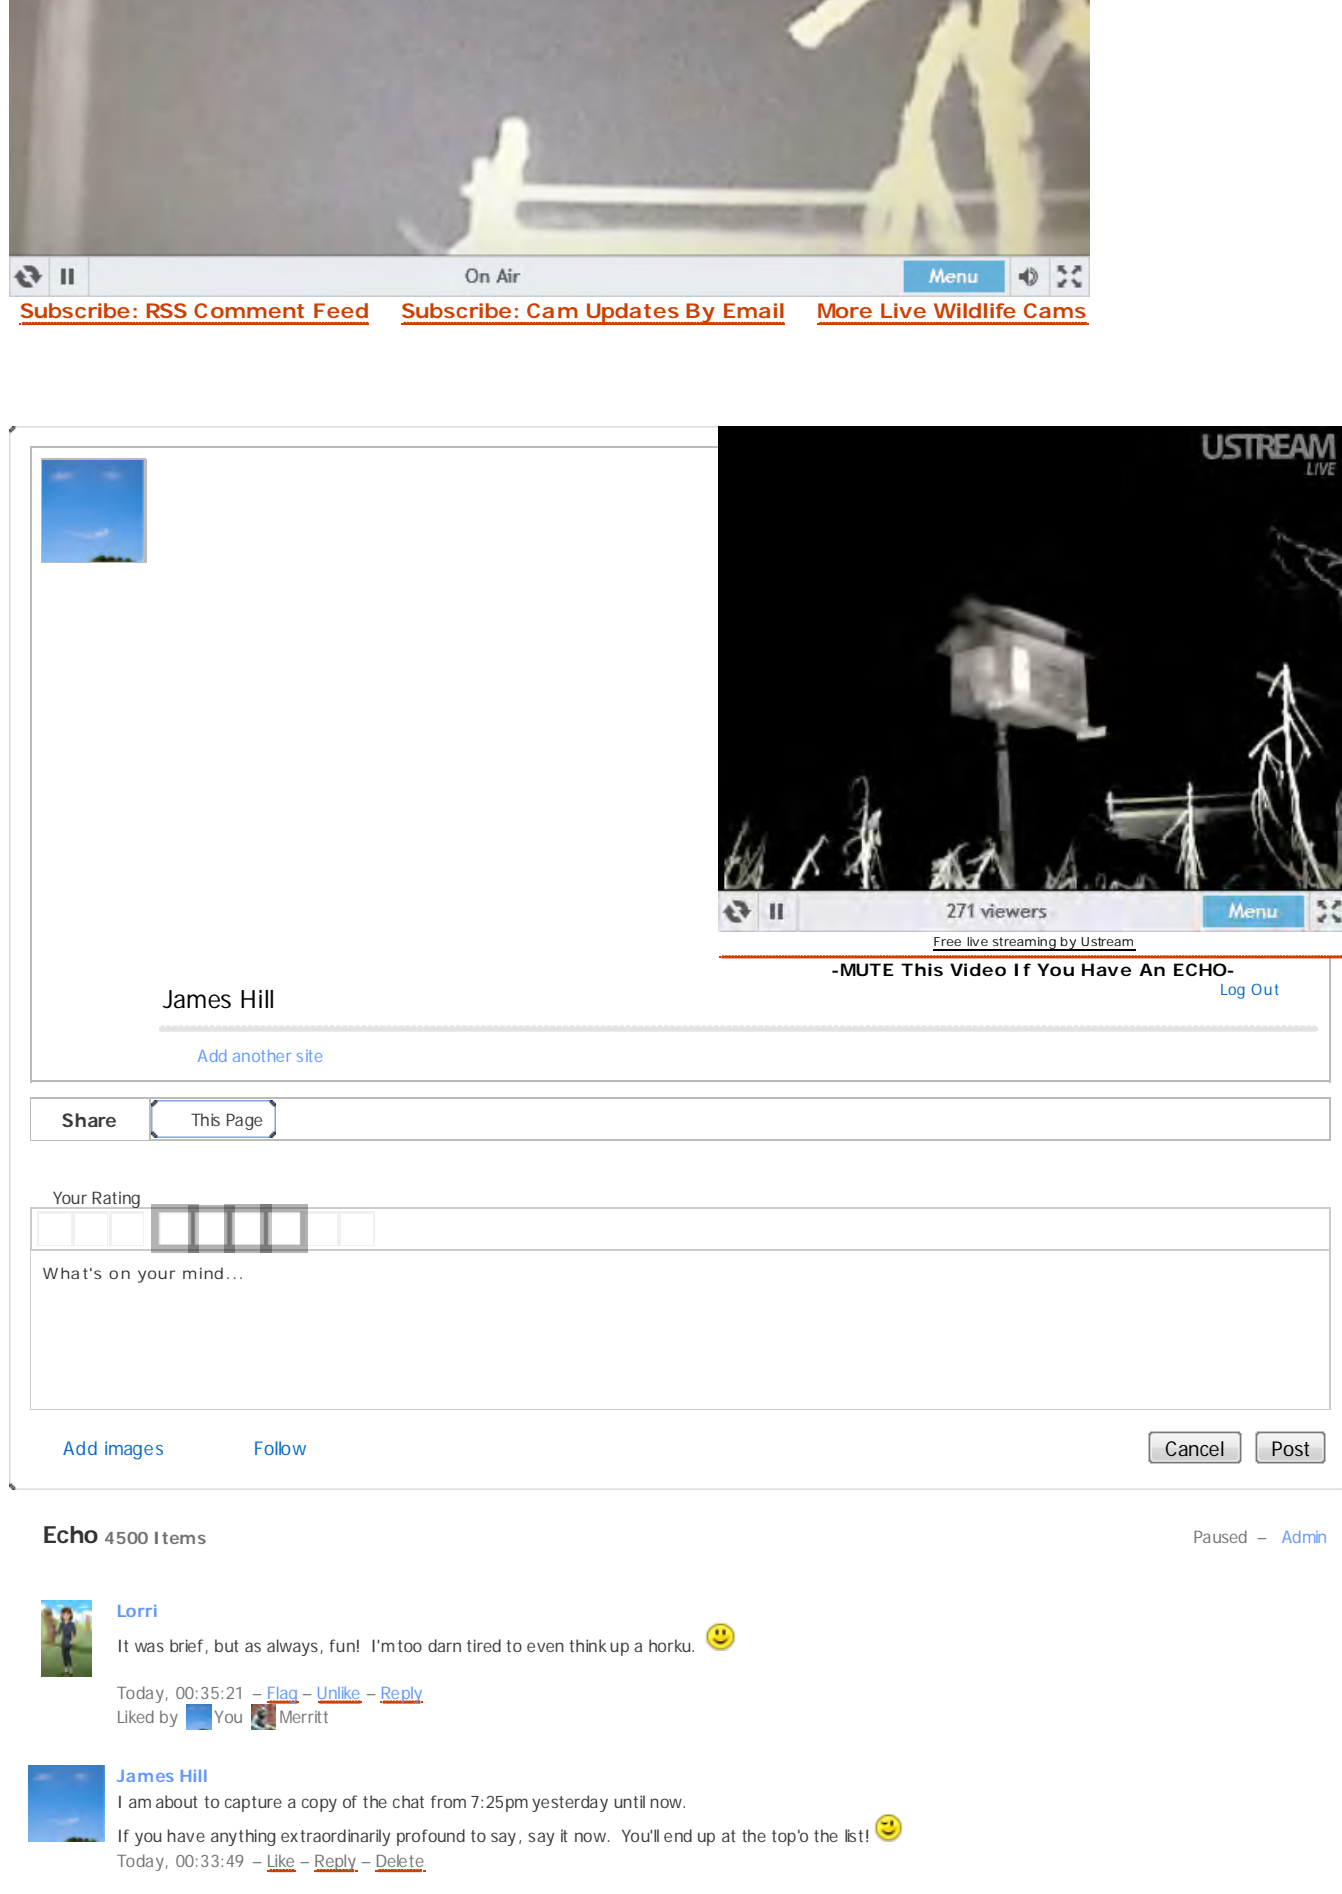 On Air Menu
Subscribe: RSS Comment Feed Subscribe: Cam Updates By Email More Live Wildlife Cams
USTREAM
LIVE
271 viewers Menu
Free live streaming by Ustream
-MUTE This Video If You Have An ECHO-
Log Out
James Hill
Add another site
Share This Page
Your Rating
What's on your mind...
Add images Follow Cancel Post
Echo 4500 Items Paused – Admin
Lorri
It was brief, but as always, fun! I'm too darn tired to even think up a horku.
Today, 00:35:21 – Flag – Unlike – Reply
Liked by You Merritt
James Hill
I am about to capture a copy of the chat from 7:25pm yesterday until now.
If you have anything extraordinarily profound to say, say it now. You'll end up at the top'o the list!
Today, 00:33:49 – Like – Reply – Delete